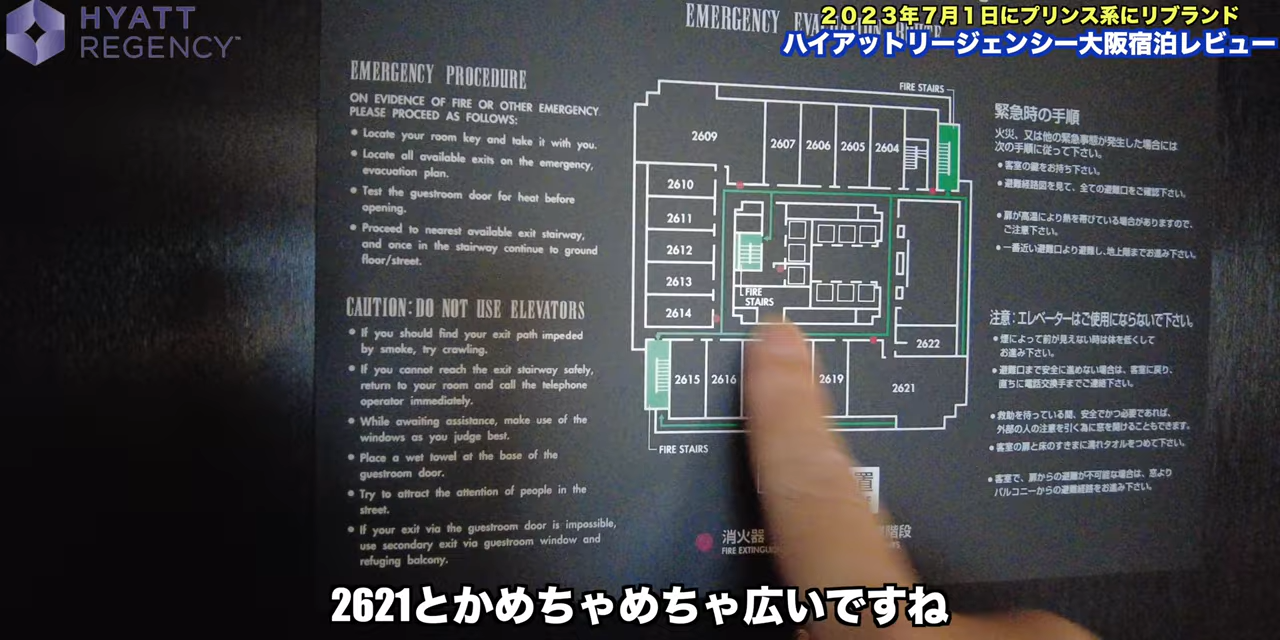 HYATT
REGENCY™
2023年7月1日にプリンス系にリブランド
ハイアットリージェンシー大阪宿泊レビュー
EMERGENCY
EMERGENCY PROCEDURE
ON EVIDENCE OF FIRE OR OTHER EMERGENCY
PLEASE PROCEED AS FOLLOWS:
• Locate your room key and take it with you.
• Locate all available exits on the emergency,
evacuation plan.
• Test the guestroom door for heat before
opening.
• Proceed to nearest available exit stairway,
and once in the stairway continue to ground
floor/street.
CAUTION: DO NOT USE ELEVATORS
• If you should find your exit path impeded
by smoke, try crawling.
• If you cannot reach the exit stairway safely,
return to your room and call the telephone
operator immediately.
• While awaiting assistance, make use of the
windows as you judge best.
• Place a wet towel at the base of the
guestroom door.
• Try to attract the attention of people in the
street.
• If your exit via the guestroom door is impossible,
use secondary exit via guestroom window and
refuging balcony.
FIRE STAIRS
2609
2607
2606
2605
2604
2610
2611
2612
2613
2614
FIRE
STAIRS
2622
2615
2616
2619
2621
FIRE STAIRS
置
消火器
階段
緊急時の手順
火災、又は他の緊急事態が発生した場合には
次の手順に従って下さい。
• 客室の鍵をお持ち下さい。
• 避難経路図を見て、全ての避難口をご確認下さい。
• 扉が高温により熱を帯びている場合がありますので、
ご注意下さい。
• 一番近い避難口より避難し、地上階までお進み下さい。
注意：エレベーターはご使用にならないで下さい。
• 煙によって前が見えない時は体を低くして
お進み下さい。
• 避難口まで安全に進めない場合は、客室に戻り、
直ちに電話交換手までご連絡下さい。
• 救助を待っている間、安全でかつ必要であれば、
外部の人の注意を引く為に窓を開けることもできます。
• 客室の扉と床のすきまに濡れタオルをつめて下さい。
• 客室で、扉からの避難が不可能な場合は、窓より
バルコニーからの避難経路をお進み下さい。
2621とかめちゃめちゃ広いですね